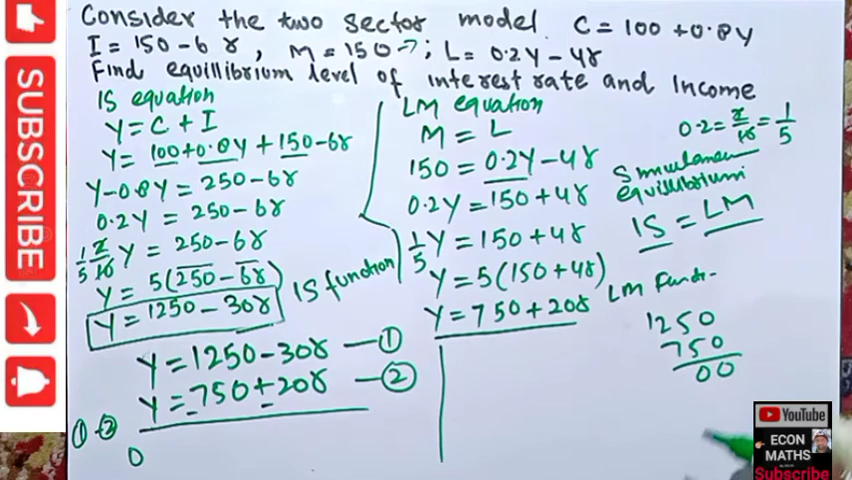 Consider the two sector model. C = 100 + 0.8Y
I = 150 - 6r, M = 150 → ; L = 0.2Y - 4r
Find equillibrium level of interest rate and Income
IS equation
Y = C + I
Y = 100 + 0.8Y + 150 - 6r
Y - 0.8Y = 250 - 6r
0.2Y = 250 - 6r
1/5 2/10 Y = 250 - 6r
Y = 5(250 - 6r)
Y = 1250 - 30r
IS function
LM equation
M = L
150 = 0.2Y - 4r
0.2Y = 150 + 4r
1/5 Y = 150 + 4r
Y = 5(150 + 4r)
Y = 750 + 20r
LM Funct-
0.2 = 2/10 = 1/5
Simultaneous
equilibrium
IS = LM
Y = 1250 - 30r — ①
Y = 750 + 20r — ②
- -
① - ②
0
1250
750
00
SUBSCRIBE
YouTube
ECON
MATHS
Subscribe